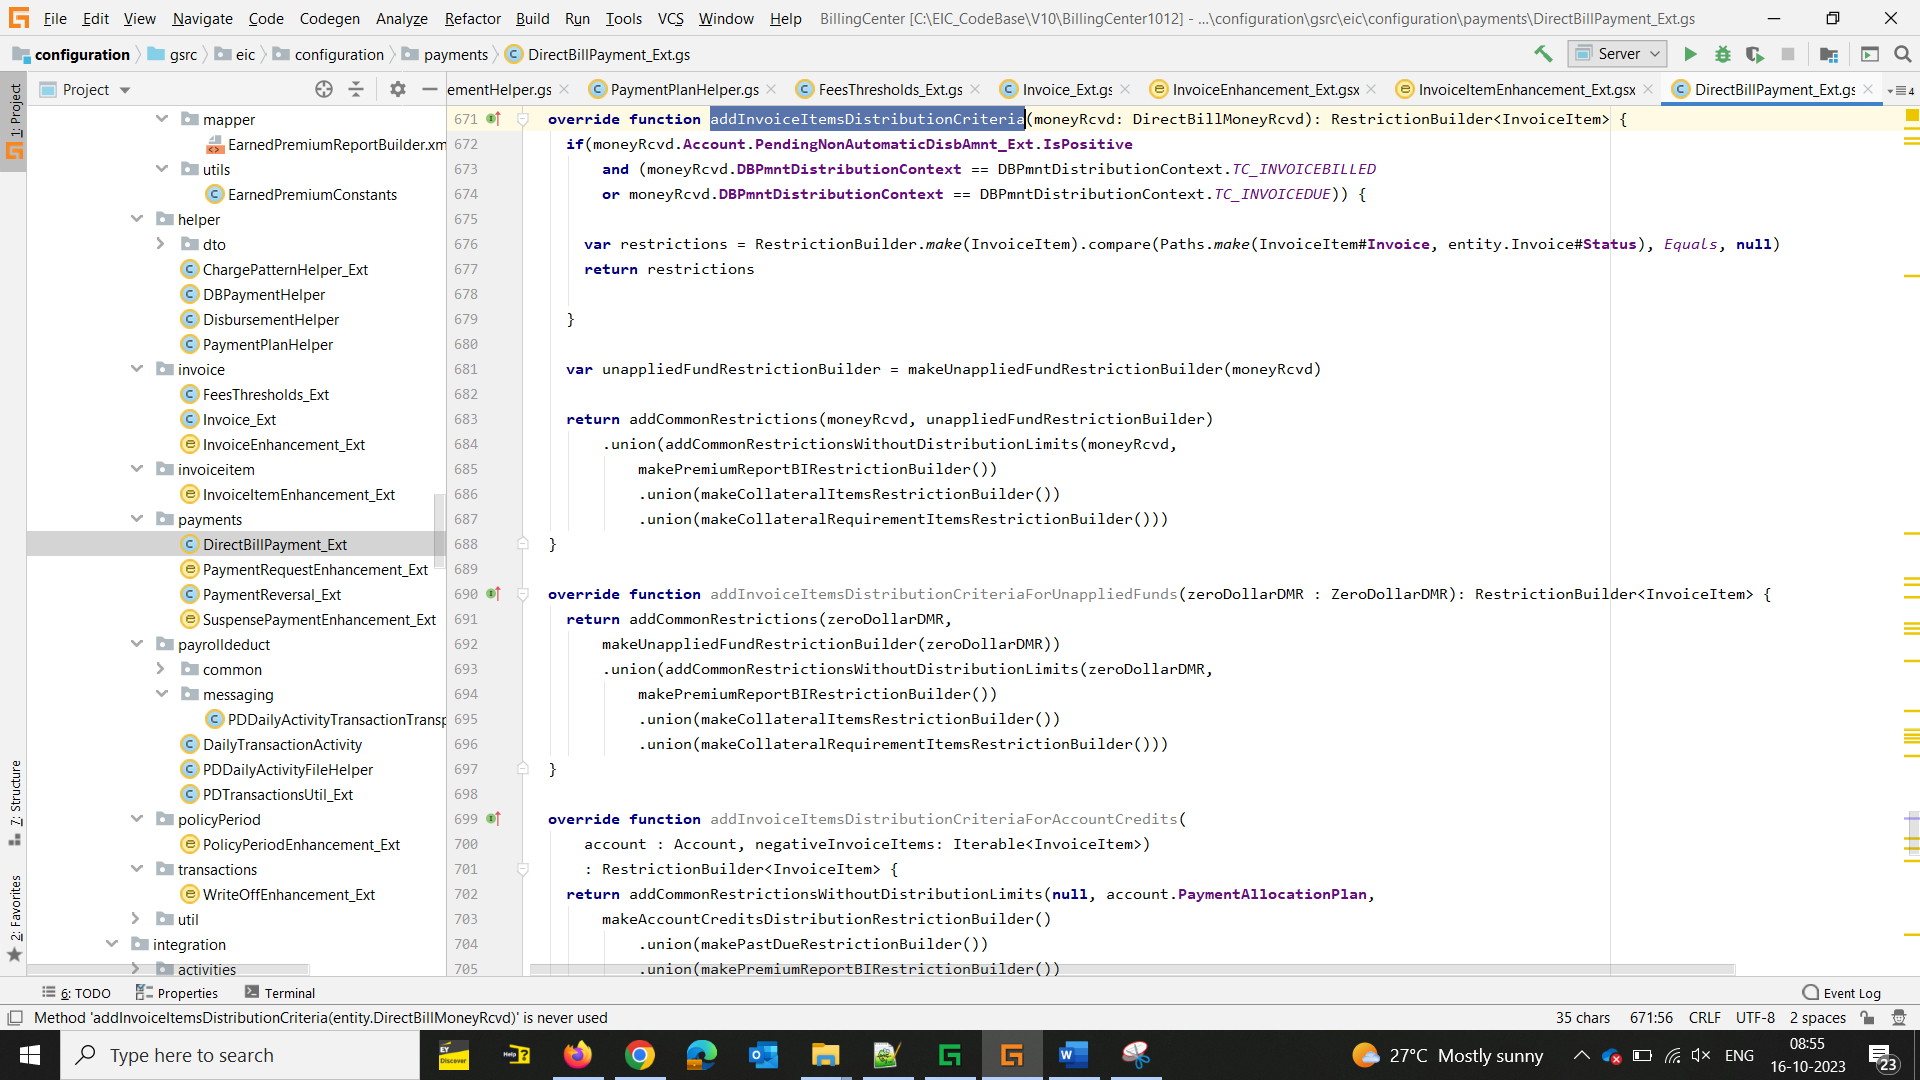 File Edit View Navigate Code Codegen Analyze Refactor Build Run Tools VCS Window Help BillingCenter [C:\EIC_CodeBase\V10\BillingCenter1012] - ...\configuration\gsrc\eic\configuration\payments\DirectBillPayment_Ext.gs
configuration gsrc eic configuration payments DirectBillPayment_Ext.gs Server
Project
ementHelper.gs PaymentPlanHelper.gs FeesThresholds_Ext.gs Invoice_Ext.gs InvoiceEnhancement_Ext.gsx InvoiceItemEnhancement_Ext.gsx DirectBillPayment_Ext.gs 4
1: Project
7: Structure
2: Favorites
mapper
EarnedPremiumReportBuilder.xm
utils
EarnedPremiumConstants
helper
dto
ChargePatternHelper_Ext
DBPaymentHelper
DisbursementHelper
PaymentPlanHelper
invoice
FeesThresholds_Ext
Invoice_Ext
InvoiceEnhancement_Ext
invoiceitem
InvoiceItemEnhancement_Ext
payments
DirectBillPayment_Ext
PaymentRequestEnhancement_Ext
PaymentReversal_Ext
SuspensePaymentEnhancement_Ext
payrolldeduct
common
messaging
PDDailyActivityTransactionTransp
DailyTransactionActivity
PDDailyActivityFileHelper
PDTransactionsUtil_Ext
policyPeriod
PolicyPeriodEnhancement_Ext
transactions
WriteOffEnhancement_Ext
util
integration
activities
671 override function addInvoiceItemsDistributionCriteria(moneyRcvd: DirectBillMoneyRcvd): RestrictionBuilder<InvoiceItem> {
672 if(moneyRcvd.Account.PendingNonAutomaticDisbAmnt_Ext.IsPositive
673 and (moneyRcvd.DBPmntDistributionContext == DBPmntDistributionContext.TC_INVOICEBILLED
674 or moneyRcvd.DBPmntDistributionContext == DBPmntDistributionContext.TC_INVOICEDUE)) {
675
676 var restrictions = RestrictionBuilder.make(InvoiceItem).compare(Paths.make(InvoiceItem#Invoice, entity.Invoice#Status), Equals, null)
677 return restrictions
678
679 }
680
681 var unappliedFundRestrictionBuilder = makeUnappliedFundRestrictionBuilder(moneyRcvd)
682
683 return addCommonRestrictions(moneyRcvd, unappliedFundRestrictionBuilder)
684 .union(addCommonRestrictionsWithoutDistributionLimits(moneyRcvd,
685 makePremiumReportBIRestrictionBuilder())
686 .union(makeCollateralItemsRestrictionBuilder())
687 .union(makeCollateralRequirementItemsRestrictionBuilder()))
688 }
689
690 override function addInvoiceItemsDistributionCriteriaForUnappliedFunds(zeroDollarDMR : ZeroDollarDMR): RestrictionBuilder<InvoiceItem> {
691 return addCommonRestrictions(zeroDollarDMR,
692 makeUnappliedFundRestrictionBuilder(zeroDollarDMR))
693 .union(addCommonRestrictionsWithoutDistributionLimits(zeroDollarDMR,
694 makePremiumReportBIRestrictionBuilder())
695 .union(makeCollateralItemsRestrictionBuilder())
696 .union(makeCollateralRequirementItemsRestrictionBuilder()))
697 }
698
699 override function addInvoiceItemsDistributionCriteriaForAccountCredits(
700 account : Account, negativeInvoiceItems: Iterable<InvoiceItem>)
701 : RestrictionBuilder<InvoiceItem> {
702 return addCommonRestrictionsWithoutDistributionLimits(null, account.PaymentAllocationPlan,
703 makeAccountCreditsDistributionRestrictionBuilder()
704 .union(makePastDueRestrictionBuilder())
705 .union(makePremiumReportBIRestrictionBuilder())
6: TODO Properties Terminal Event Log
Method 'addInvoiceItemsDistributionCriteria(entity.DirectBillMoneyRcvd)' is never used 35 chars 671:56 CRLF UTF-8 2 spaces
Type here to search EY Discover Help ? 27°C Mostly sunny ENG 08:55
16-10-2023 23